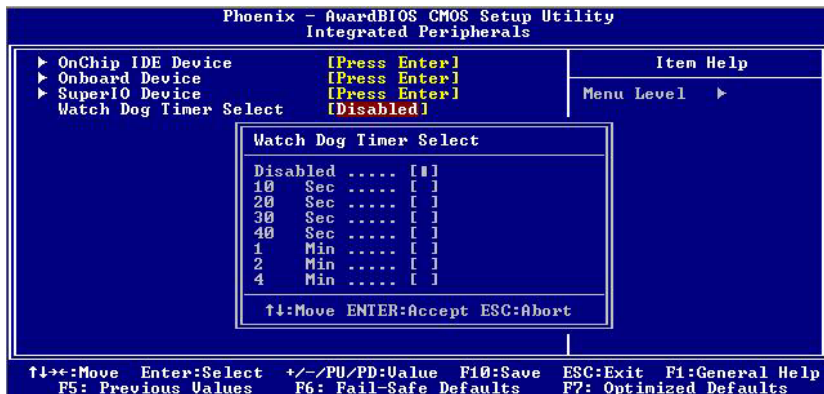 Phoenix - AwardBIOS CMOS Setup Utility
Integrated Peripherals
► OnChip IDE Device [Press Enter]
► Onboard Device [Press Enter]
► SuperIO Device [Press Enter]
Watch Dog Timer Select [Disabled]
Item Help
Menu Level ►
Watch Dog Timer Select
Disabled ..... [■]
10 Sec ..... [ ]
20 Sec ..... [ ]
30 Sec ..... [ ]
40 Sec ..... [ ]
1 Min ..... [ ]
2 Min ..... [ ]
4 Min ..... [ ]
↑↓:Move ENTER:Accept ESC:Abort
↑↓→←:Move Enter:Select +/-/PU/PD:Value F10:Save ESC:Exit F1:General Help
F5: Previous Values F6: Fail-Safe Defaults F7: Optimized Defaults